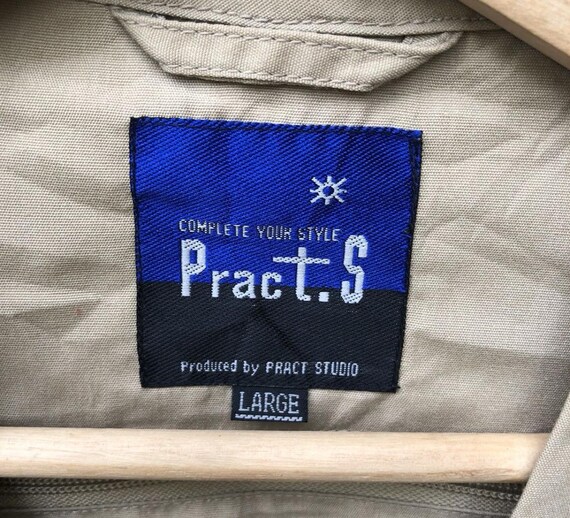 COMPLETE YOUR STYLE
Pract.S
Produced by PRACT STUDIO
LARGE